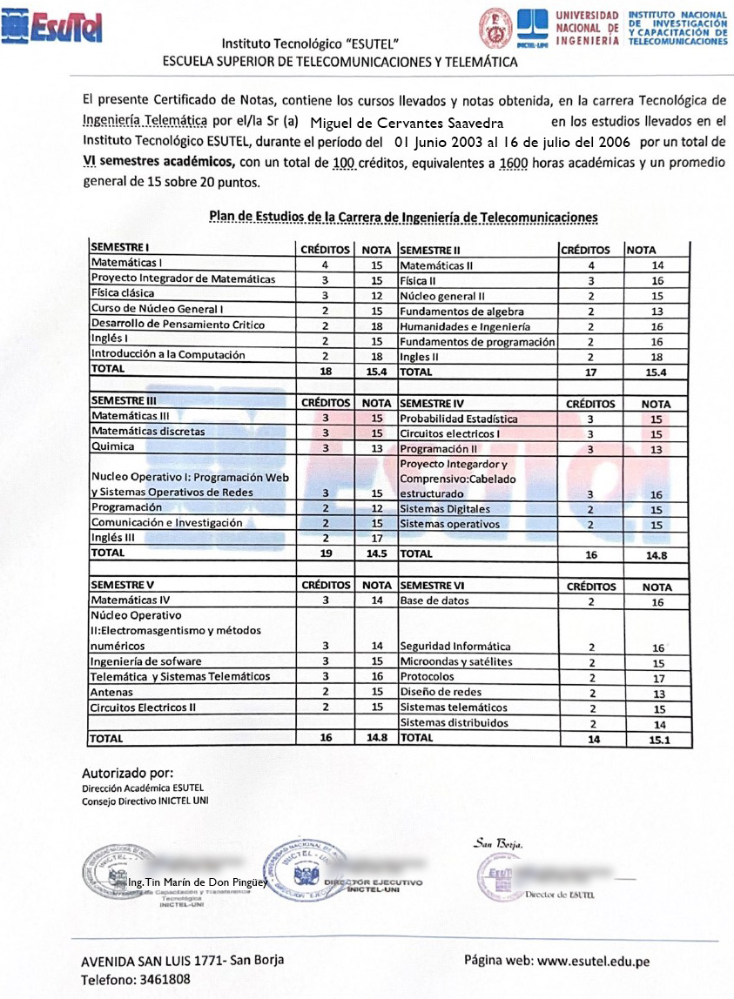 EsuTel
UNIVERSIDAD NACIONAL DE INGENIERÍA
INSTITUTO NACIONAL DE INVESTIGACIÓN Y CAPACITACIÓN DE TELECOMUNICACIONES
INICTEL-UNI
Instituto Tecnológico “ESUTEL”
ESCUELA SUPERIOR DE TELECOMUNICACIONES Y TELEMÁTICA
El presente Certificado de Notas, contiene los cursos llevados y notas obtenida, en la carrera Tecnológica de
Ingeniería Telemática por el/la Sr (a) Miguel de Cervantes Saavedra en los estudios llevados en el
Instituto Tecnológico ESUTEL, durante el período del 01 Junio 2003 al 16 de julio del 2006 por un total de
VI semestres académicos, con un total de 100 créditos, equivalentes a 1600 horas académicas y un promedio
general de 15 sobre 20 puntos.
Plan de Estudios de la Carrera de Ingeniería de Telecomunicaciones
SEMESTRE I CRÉDITOS NOTA SEMESTRE II CRÉDITOS NOTA
Matemáticas I 4 15 Matemáticas II 4 14
Proyecto Integrador de Matemáticas 3 15 Física II 3 16
Física clásica 3 12 Núcleo general II 2 15
Curso de Núcleo General I 2 15 Fundamentos de algebra 2 13
Desarrollo de Pensamiento Critico 2 18 Humanidades e Ingeniería 2 16
Inglés I 2 15 Fundamentos de programación 2 16
Introducción a la Computación 2 18 Ingles II 2 18
TOTAL 18 15.4 TOTAL 17 15.4
SEMESTRE III CRÉDITOS NOTA SEMESTRE IV CRÉDITOS NOTA
Matemáticas III 3 15 Probabilidad Estadística 3 15
Matemáticas discretas 3 15 Circuitos electricos I 3 15
Quimica 3 13 Programación II 3 13
Proyecto Integardor y
Nucleo Operativo I: Programación Web Comprensivo:Cabelado
y Sistemas Operativos de Redes 3 15 estructurado 3 16
Programación 2 12 Sistemas Digitales 2 15
Comunicación e Investigación 2 15 Sistemas operativos 2 15
Inglés III 2 17
TOTAL 19 14.5 TOTAL 16 14.8
SEMESTRE V CRÉDITOS NOTA SEMESTRE VI CRÉDITOS NOTA
Matemáticas IV 3 14 Base de datos 2 16
Núcleo Operativo
II:Electromasgentismo y métodos
numéricos 3 14 Seguridad Informática 2 16
Ingeniería de sofware 3 15 Microondas y satélites 2 15
Telemática y Sistemas Telemáticos 3 16 Protocolos 2 17
Antenas 2 15 Diseño de redes 2 13
Circuitos Electricos II 2 15 Sistemas telemáticos 2 15
Sistemas distribuidos 2 14
TOTAL 16 14.8 TOTAL 14 15.1
Autorizado por:
Dirección Académica ESUTEL
Consejo Directivo INICTEL UNI
San Borja,
Ing.Tin Marín de Don Pingüey
DIRECTOR EJECUTIVO
INICTEL-UNI
de Capacitación y Transferencia
Tecnológica
INICTEL-UNI
Director de ESUTEL
AVENIDA SAN LUIS 1771- San Borja Página web: www.esutel.edu.pe
Telefono: 3461808